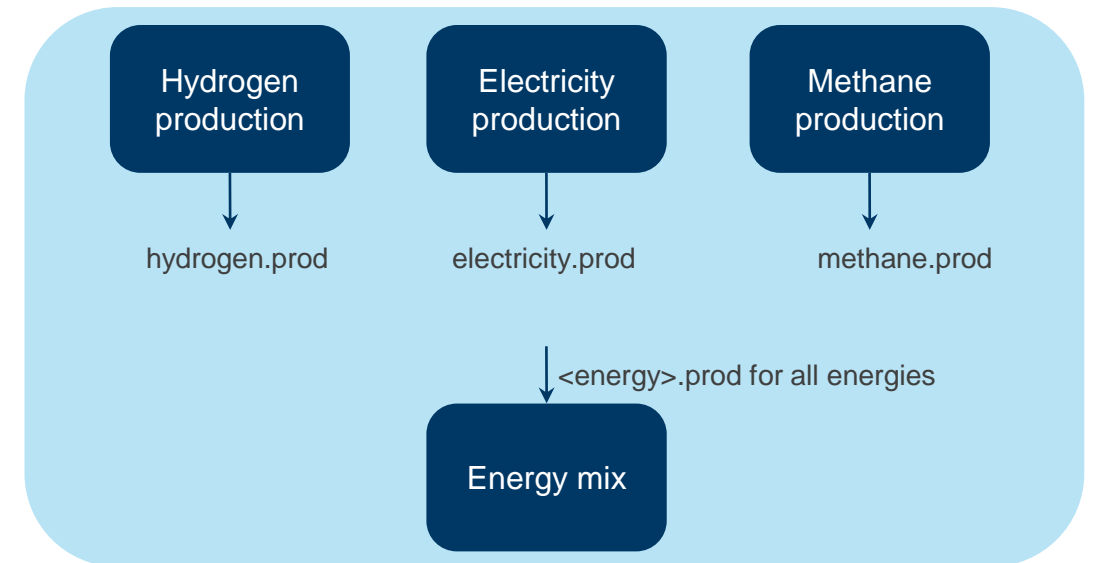 Hydrogen
production
Electricity
production
Methane
production
hydrogen.prod
electricity.prod
methane.prod
<energy>.prod for all energies
Energy mix